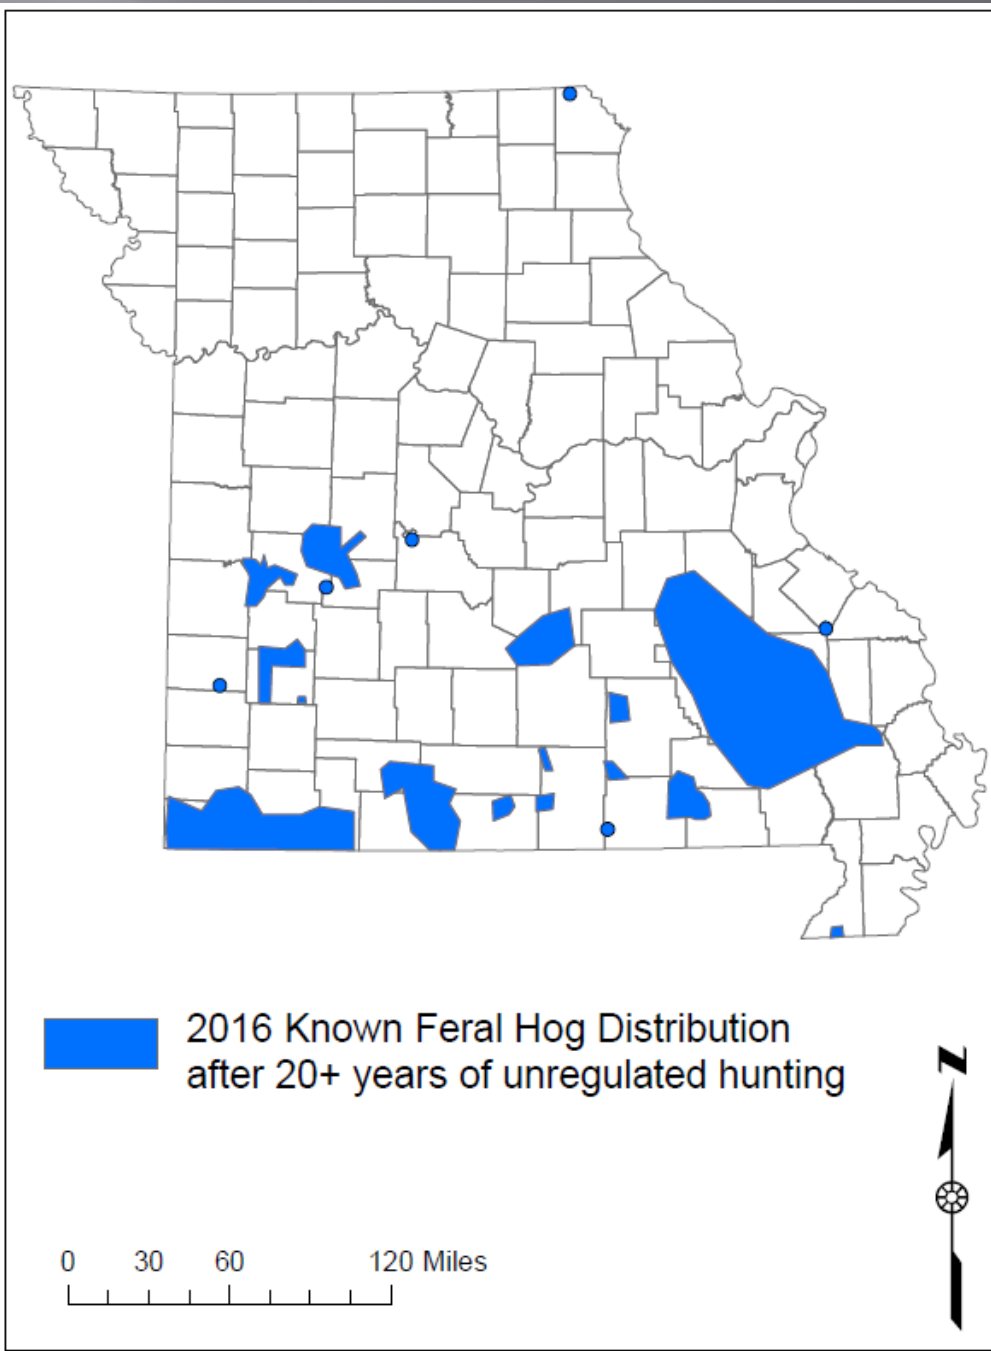 2016 Known Feral Hog Distribution
after 20+ years of unregulated hunting
N
0 30 60 120 Miles